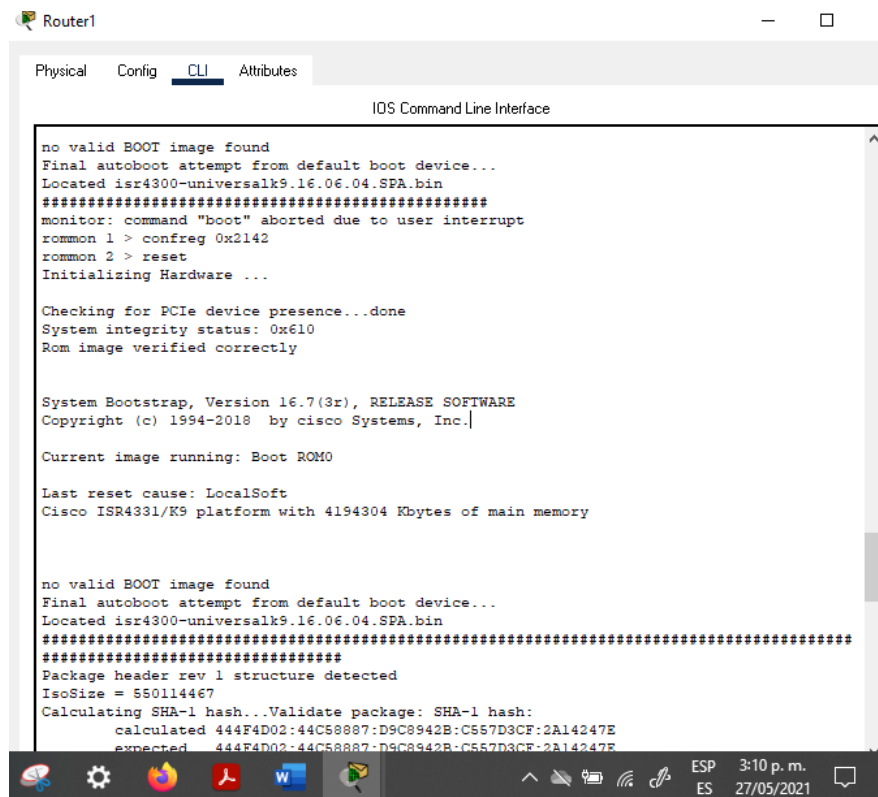 Router1
Physical Config CLI Attributes
IOS Command Line Interface
no valid BOOT image found
Final autoboot attempt from default boot device...
Located isr4300-universalk9.16.06.04.SPA.bin
#################################################
monitor: command "boot" aborted due to user interrupt
rommon 1 > confreg 0x2142
rommon 2 > reset
Initializing Hardware ...
Checking for PCIe device presence...done
System integrity status: 0x610
Rom image verified correctly
System Bootstrap, Version 16.7(3r), RELEASE SOFTWARE
Copyright (c) 1994-2018  by cisco Systems, Inc.
Current image running: Boot ROM0
Last reset cause: LocalSoft
Cisco ISR4331/K9 platform with 4194304 Kbytes of main memory
no valid BOOT image found
Final autoboot attempt from default boot device...
Located isr4300-universalk9.16.06.04.SPA.bin
#########################################################################################
#################################
Package header rev 1 structure detected
IsoSize = 550114467
Calculating SHA-1 hash...Validate package: SHA-1 hash:
calculated 444F4D02:44C58887:D9C8942B:C557D3CF:2A14247E
expected   444F4D02:44C58887:D9C8942B:C557D3CF:2A14247E
ESP 3:10 p. m.
ES 27/05/2021